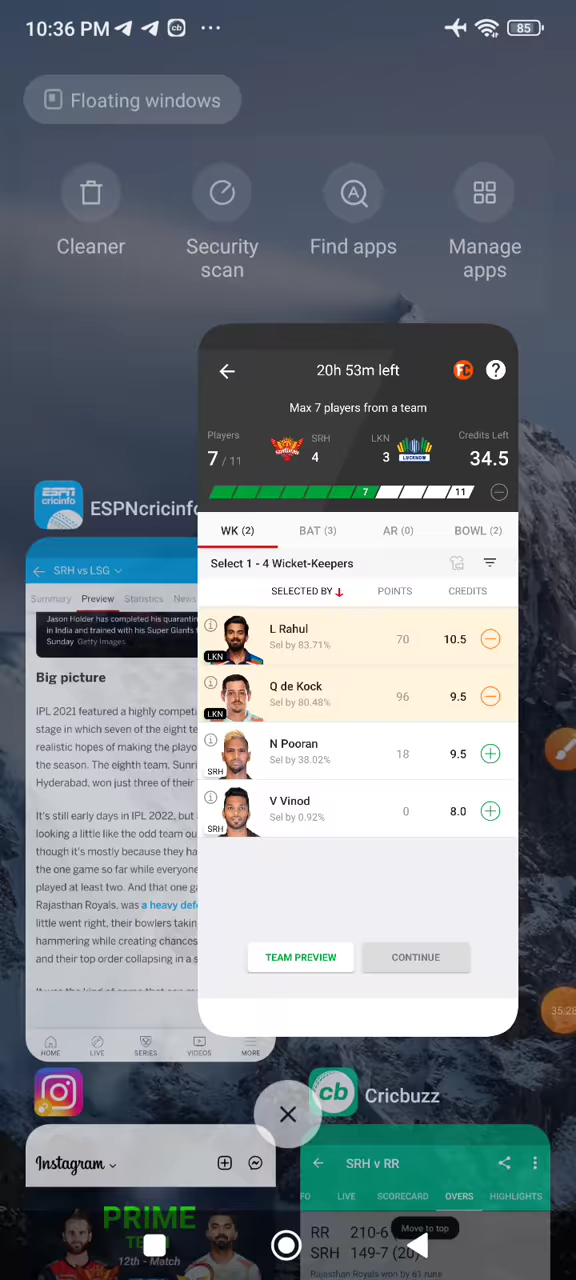 10:36 PM
85
Floating windows
Cleaner
Security scan
Find apps
Manage apps
20h 53m left
FC
?
Max 7 players from a team
Players
7 / 11
SRH
4
LKN
3
LUCKNOW
Credits Left
34.5
7
11
WK (2)
BAT (3)
AR (0)
BOWL (2)
Select 1 - 4 Wicket-Keepers
SELECTED BY
POINTS
CREDITS
L Rahul
Sel by 83.71%
70
10.5
LKN
Q de Kock
Sel by 80.48%
96
9.5
LKN
N Pooran
Sel by 38.02%
18
9.5
SRH
V Vinod
Sel by 0.92%
0
8.0
SRH
TEAM PREVIEW
CONTINUE
35:28
ESPN
cricinfo
ESPNcricinfo
SRH vs LSG
Summary
Preview
Statistics
News
Jason Holder has completed his quarantin
in India and trained with his Super Giants
Sunday Getty Images
Big picture
IPL 2021 featured a highly competi
stage in which seven of the eight te
realistic hopes of making the playo
the season. The eighth team, Sunri
Hyderabad, won just three of their
It's still early days in IPL 2022, but
looking a little like the odd team ou
though it's mostly because they ha
the one game so far while everyone
played at least two. And that one ga
Rajasthan Royals, was a heavy defe
little went right, their bowlers takin
hammering while creating chances
and their top order collapsing in a s
HOME
LIVE
SERIES
VIDEOS
MORE
cb
Cricbuzz
Instagram
PRIME
12th - Match
SRH v RR
FO
LIVE
SCORECARD
OVERS
HIGHLIGHTS
RR 210-6
SRH 149-7 (20)
Move to top
Rajasthan Royals won by 61 runs